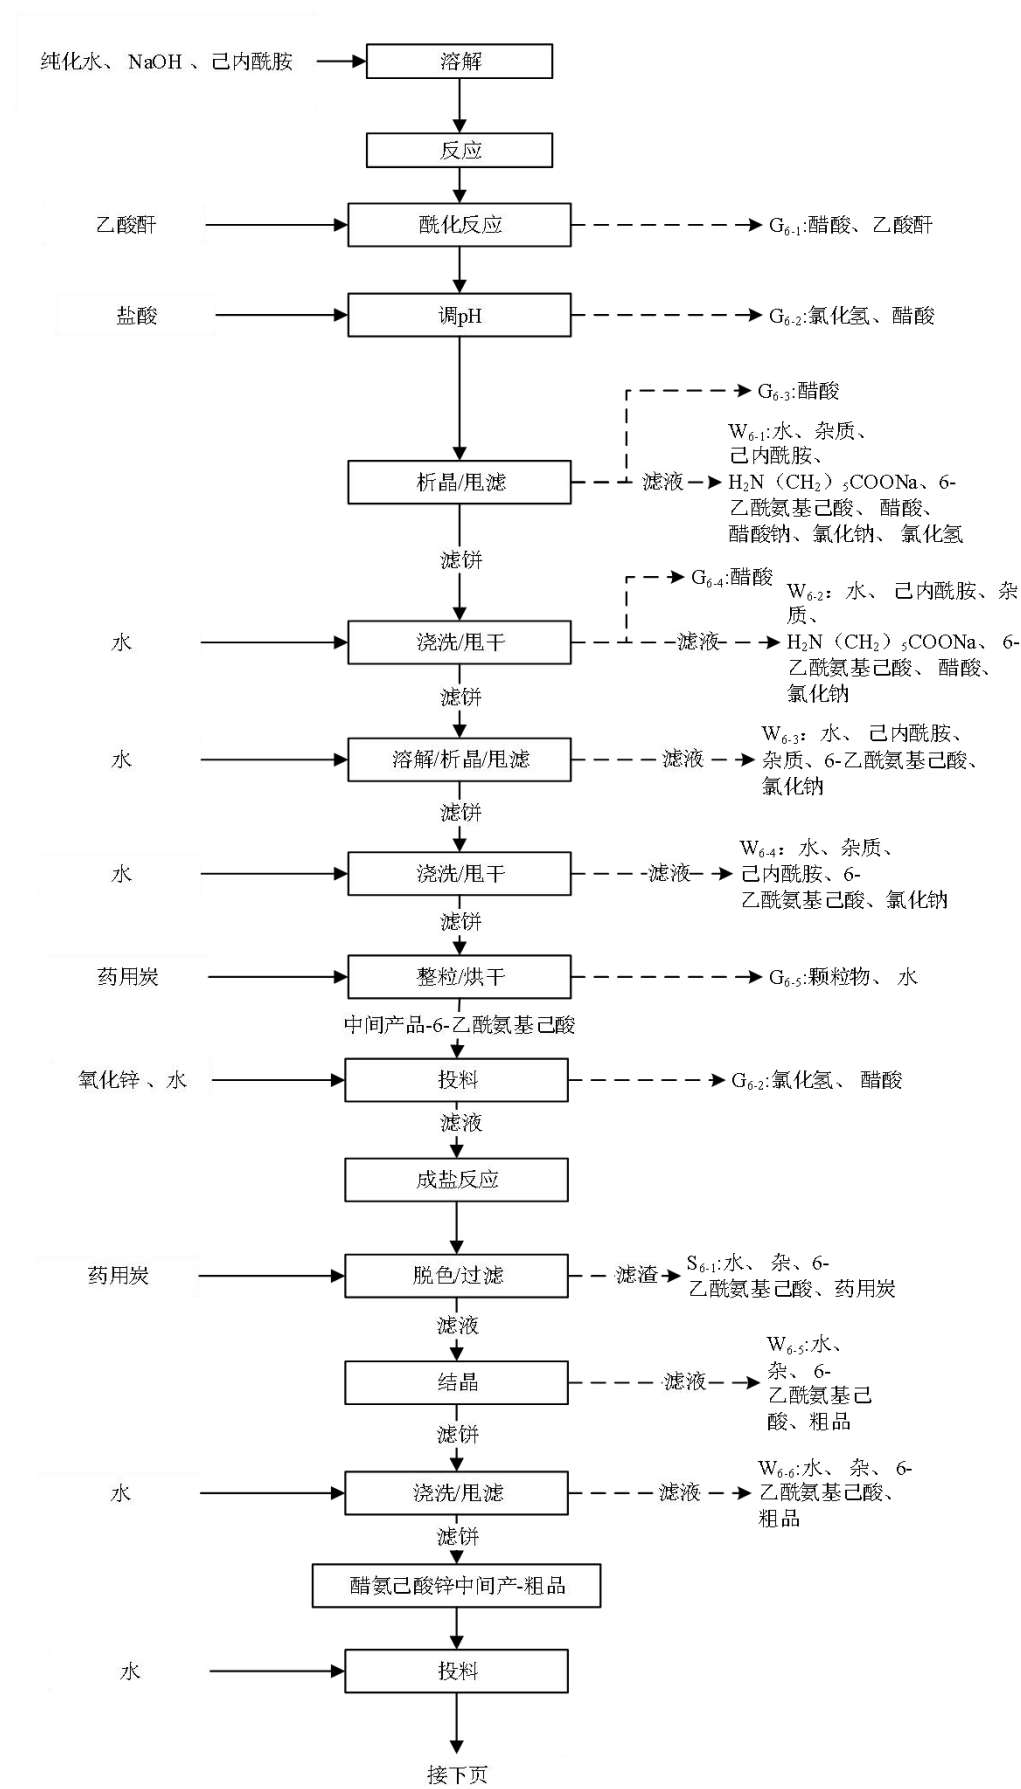 纯化水、 NaOH 、己内酰胺
溶解
反应
乙酸酐
酰化反应
G6-1:醋酸、乙酸酐
盐酸
调pH
G6-2:氯化氢、醋酸
G6-3:醋酸
析晶/甩滤
滤液
W6-1:水、杂质、
己内酰胺、
H2N（CH2）5COONa、6-
乙酰氨基己酸、 醋酸、
醋酸钠、氯化钠、 氯化氢
滤饼
G6-4:醋酸
水
浇洗/甩干
滤液
W6-2：水、 己内酰胺、杂
质、
H2N（CH2）5COONa、 6-
乙酰氨基己酸、 醋酸、
氯化钠
滤饼
水
溶解/析晶/甩滤
滤液
W6-3：水、 己内酰胺、
杂质、6-乙酰氨基己酸、
氯化钠
滤饼
水
浇洗/甩干
滤液
W6-4：水、杂质、
己内酰胺、6-
乙酰氨基己酸、氯化钠
滤饼
药用炭
整粒/烘干
G6-5:颗粒物、 水
中间产品-6-乙酰氨基己酸
氧化锌 、水
投料
G6-2:氯化氢、 醋酸
滤液
成盐反应
药用炭
脱色/过滤
滤渣
S6-1:水、 杂、6-
乙酰氨基己酸、药用炭
滤液
结晶
滤液
W6-5:水、
杂、 6-
乙酰氨基己
酸、粗品
滤饼
水
浇洗/甩滤
滤液
W6-6:水、 杂、 6-
乙酰氨基己酸、
粗品
滤饼
醋氨己酸锌中间产-粗品
水
投料
接下页